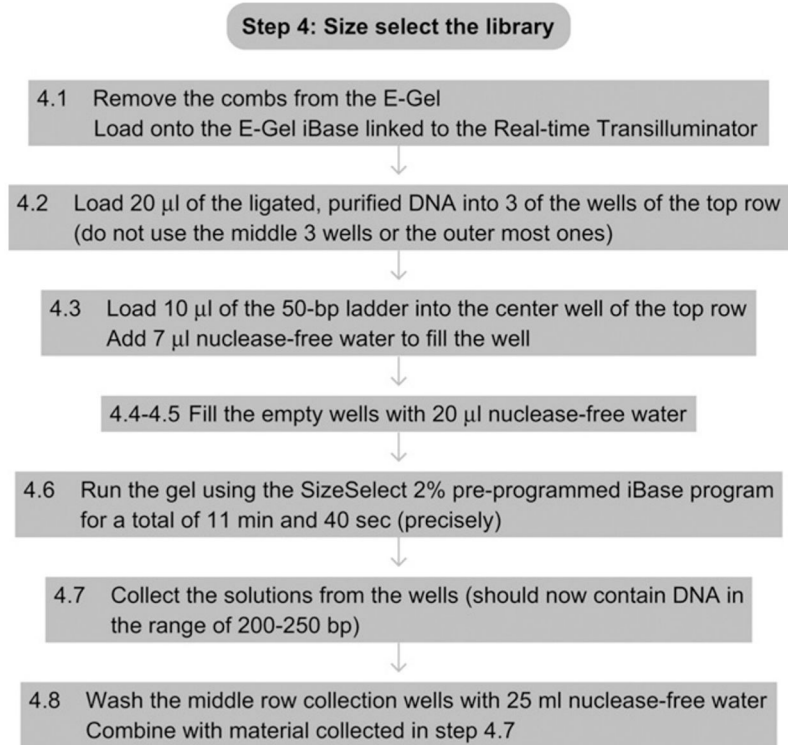 Step 4: Size select the library
4.1 Remove the combs from the E-Gel
Load onto the E-Gel iBase linked to the Real-time Transilluminator
4.2 Load 20 µl of the ligated, purified DNA into 3 of the wells of the top row
(do not use the middle 3 wells or the outer most ones)
4.3 Load 10 µl of the 50-bp ladder into the center well of the top row
Add 7 µl nuclease-free water to fill the well
4.4-4.5 Fill the empty wells with 20 µl nuclease-free water
4.6 Run the gel using the SizeSelect 2% pre-programmed iBase program
for a total of 11 min and 40 sec (precisely)
4.7 Collect the solutions from the wells (should now contain DNA in
the range of 200-250 bp)
4.8 Wash the middle row collection wells with 25 ml nuclease-free water
Combine with material collected in step 4.7